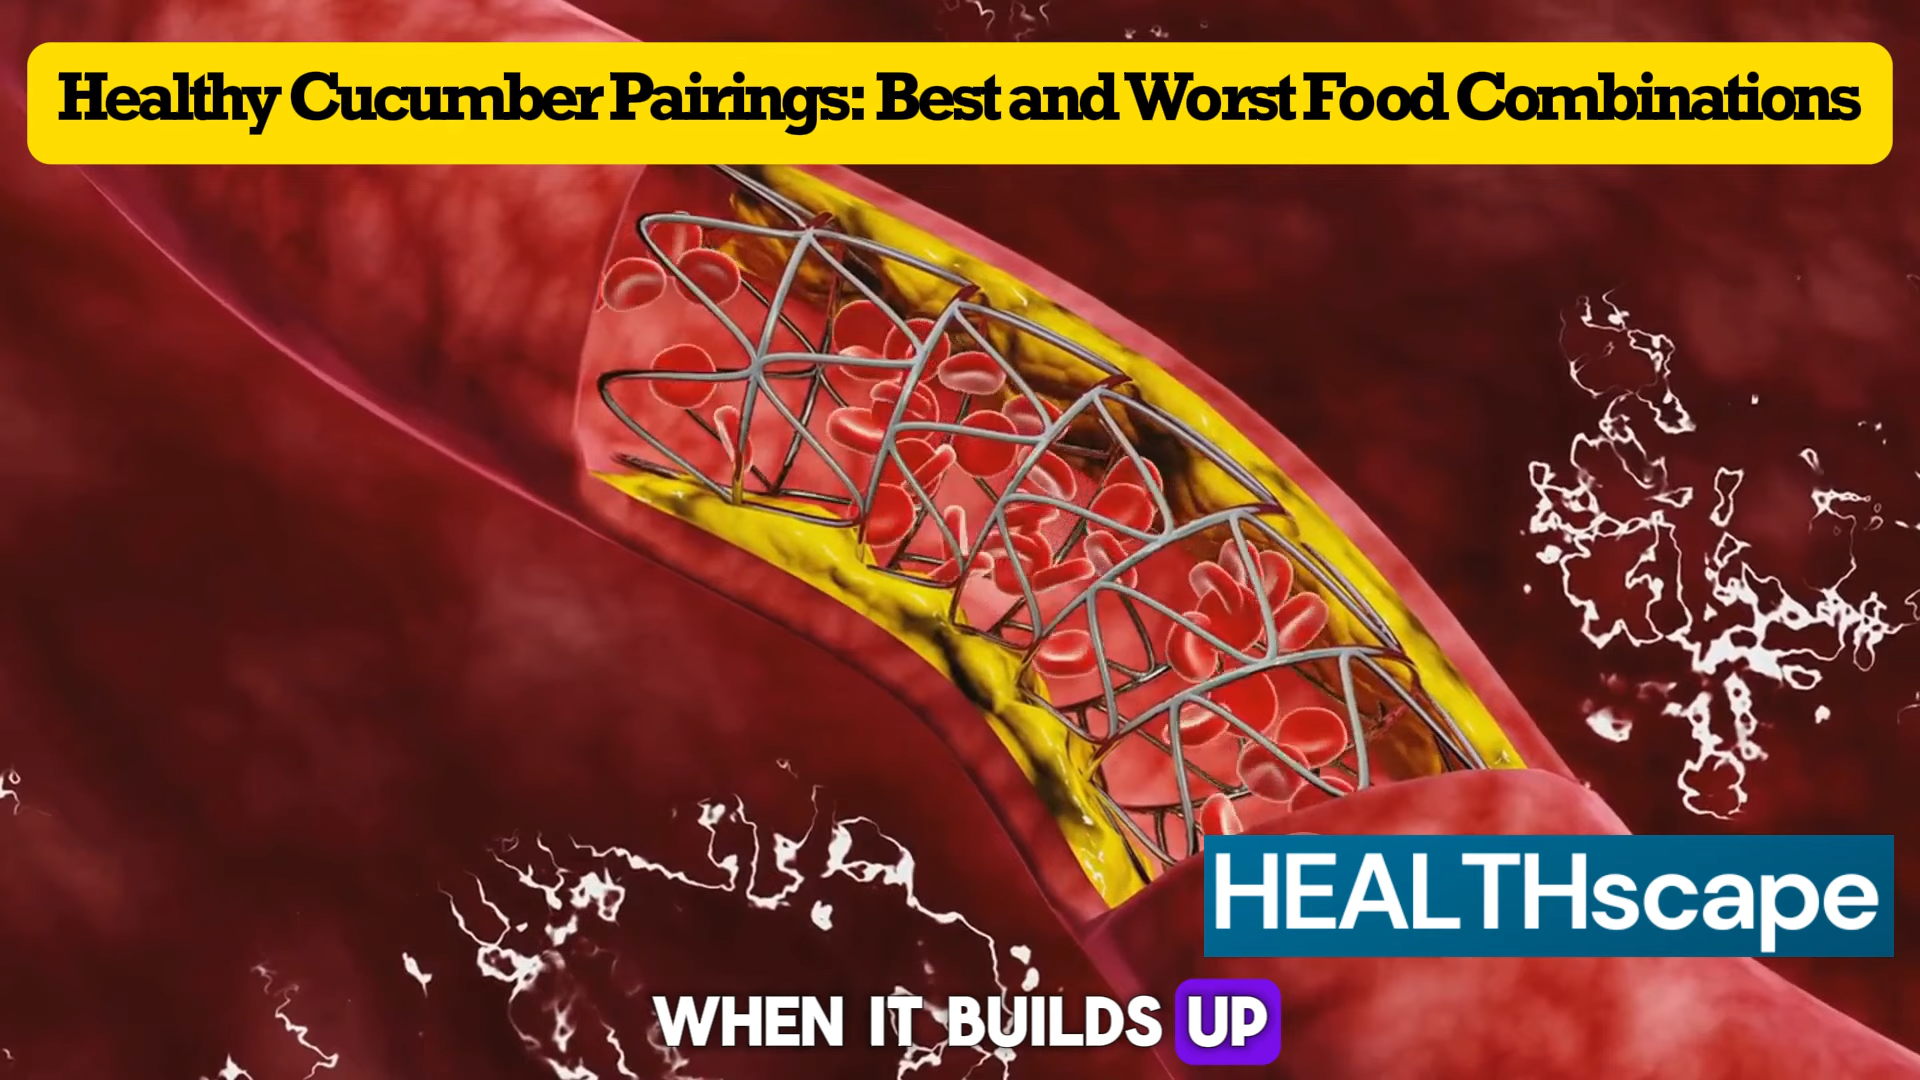 Healthy Cucumber Pairings: Best and Worst Food Combinations
HEALTHscape
WHEN IT BUILDS UP